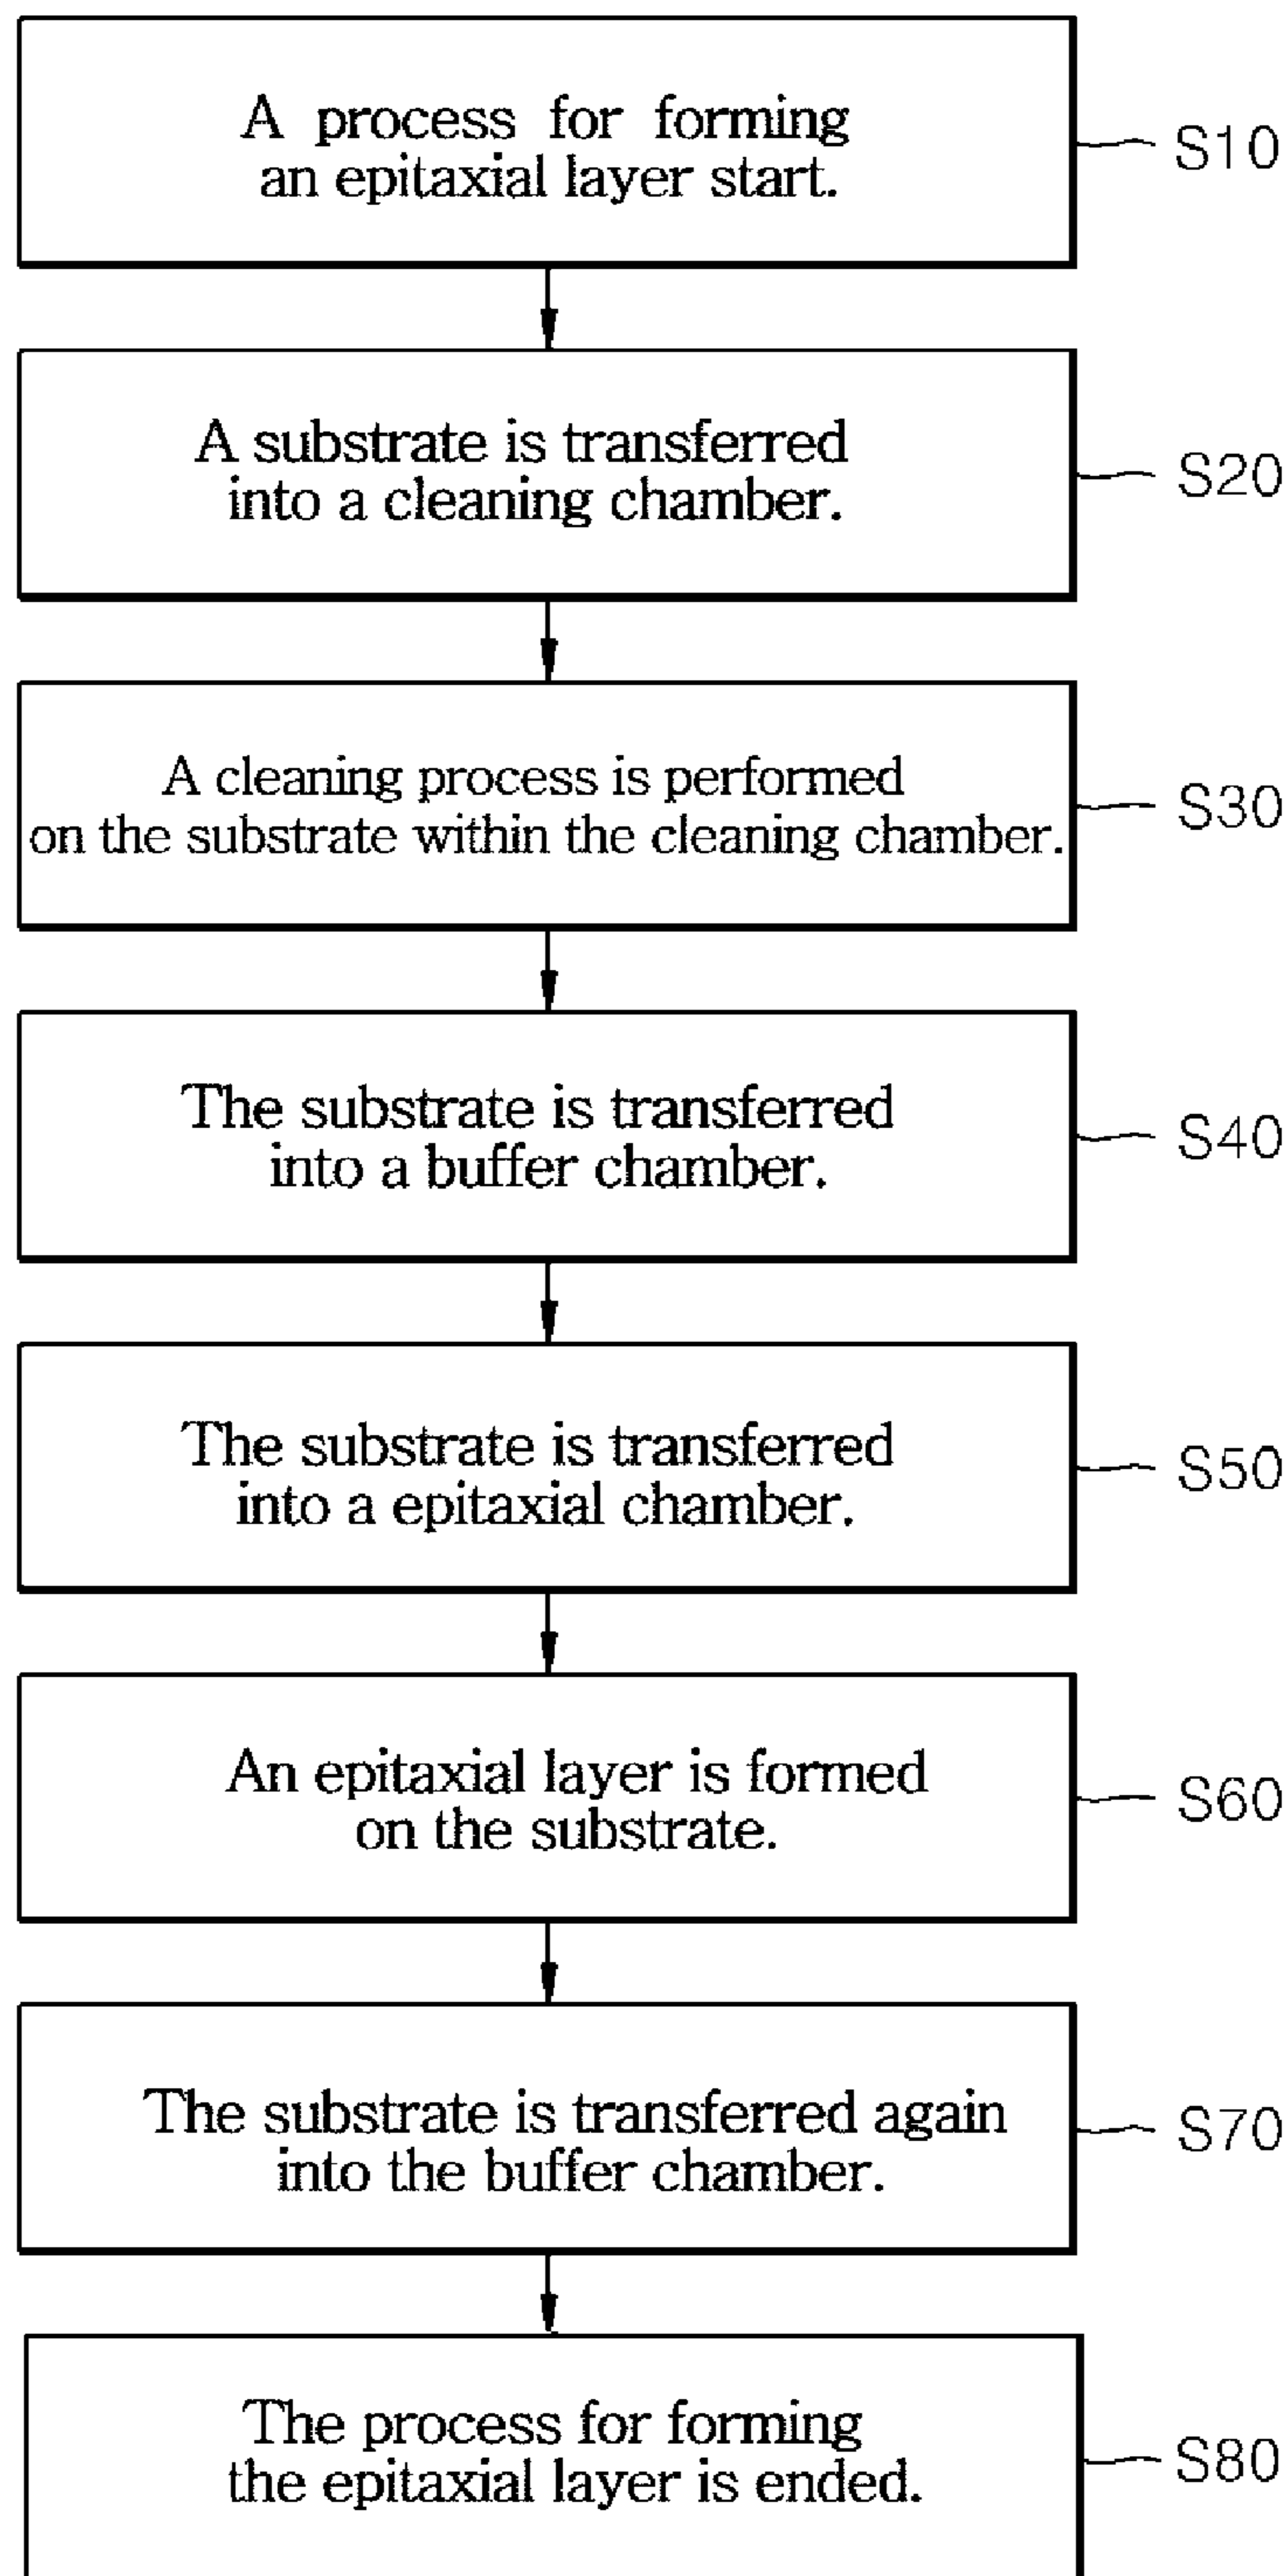 A process for forming
an epitaxial layer start.
S10
A substrate is transferred
into a cleaning chamber.
S20
A cleaning process is performed
on the substrate within the cleaning chamber.
S30
The substrate is transferred
into a buffer chamber.
S40
The substrate is transferred
into a epitaxial chamber.
S50
An epitaxial layer is formed
on the substrate.
S60
The substrate is transferred again
into the buffer chamber.
S70
The process for forming
the epitaxial layer is ended.
S80